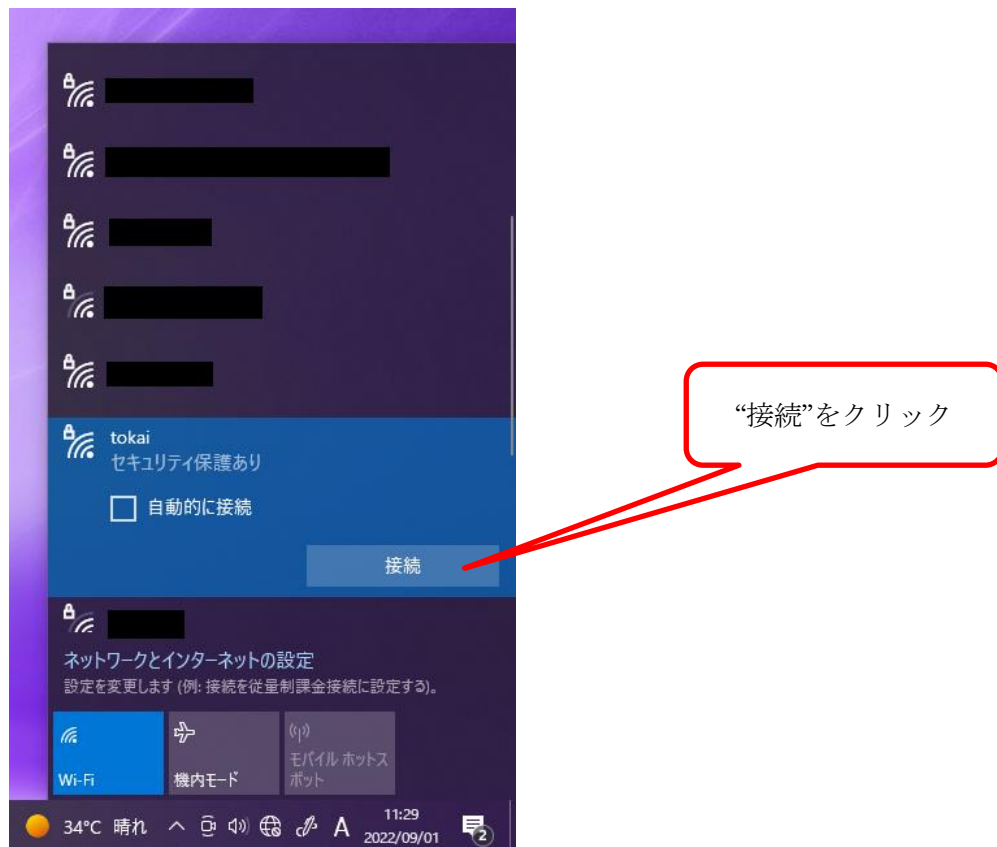 tokai
セキュリティ保護あり
自動的に接続
接続
“接続”をクリック
ネットワークとインターネットの設定
設定を変更します (例: 接続を従量制課金接続に設定する)。
Wi-Fi
機内モード
モバイル ホットス
ポット
34°C 晴れ
A
11:29
2022/09/01
2